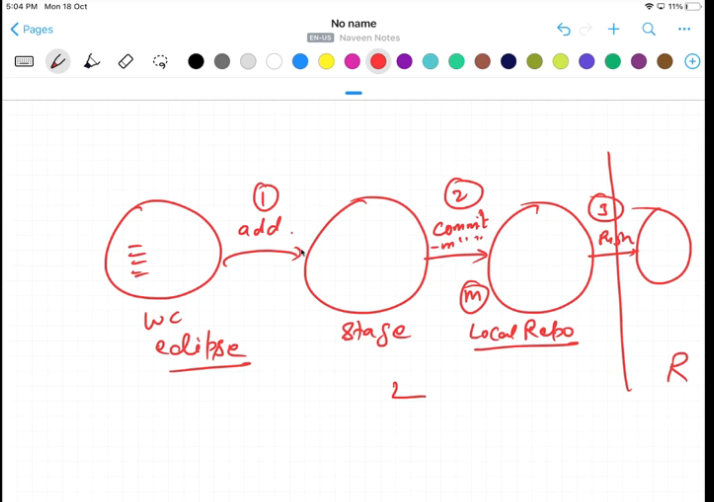 5:04 PM Mon 18 Oct
11%
Pages
No name
EN-US Naveen Notes
1
add.
2
Commit
-m" "
3
Push
m
WC
eclipse
Stage
Local Repo
R
2